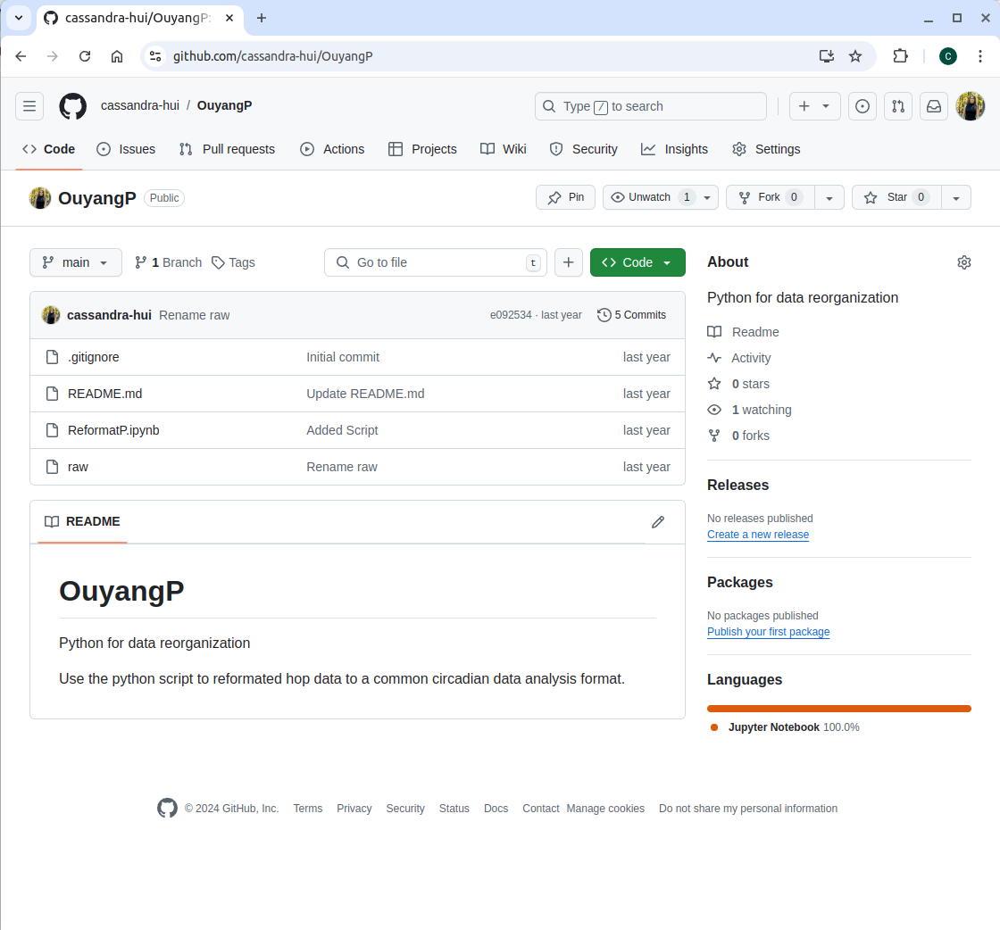 cassandra-hui/OuyangP:
github.com/cassandra-hui/OuyangP
C
cassandra-hui / OuyangP
Type / to search
Code Issues Pull requests Actions Projects Wiki Security Insights Settings
OuyangP Public
Pin Unwatch 1 Fork 0 Star 0
main 1 Branch Tags Go to file t Code
cassandra-hui Rename raw e092534 · last year 5 Commits
.gitignore Initial commit last year
README.md Update README.md last year
ReformatP.ipynb Added Script last year
raw Rename raw last year
README
OuyangP
Python for data reorganization
Use the python script to reformated hop data to a common circadian data analysis format.
About
Python for data reorganization
Readme
Activity
0 stars
1 watching
0 forks
Releases
No releases published
Create a new release
Packages
No packages published
Publish your first package
Languages
Jupyter Notebook 100.0%
© 2024 GitHub, Inc. Terms Privacy Security Status Docs Contact Manage cookies Do not share my personal information